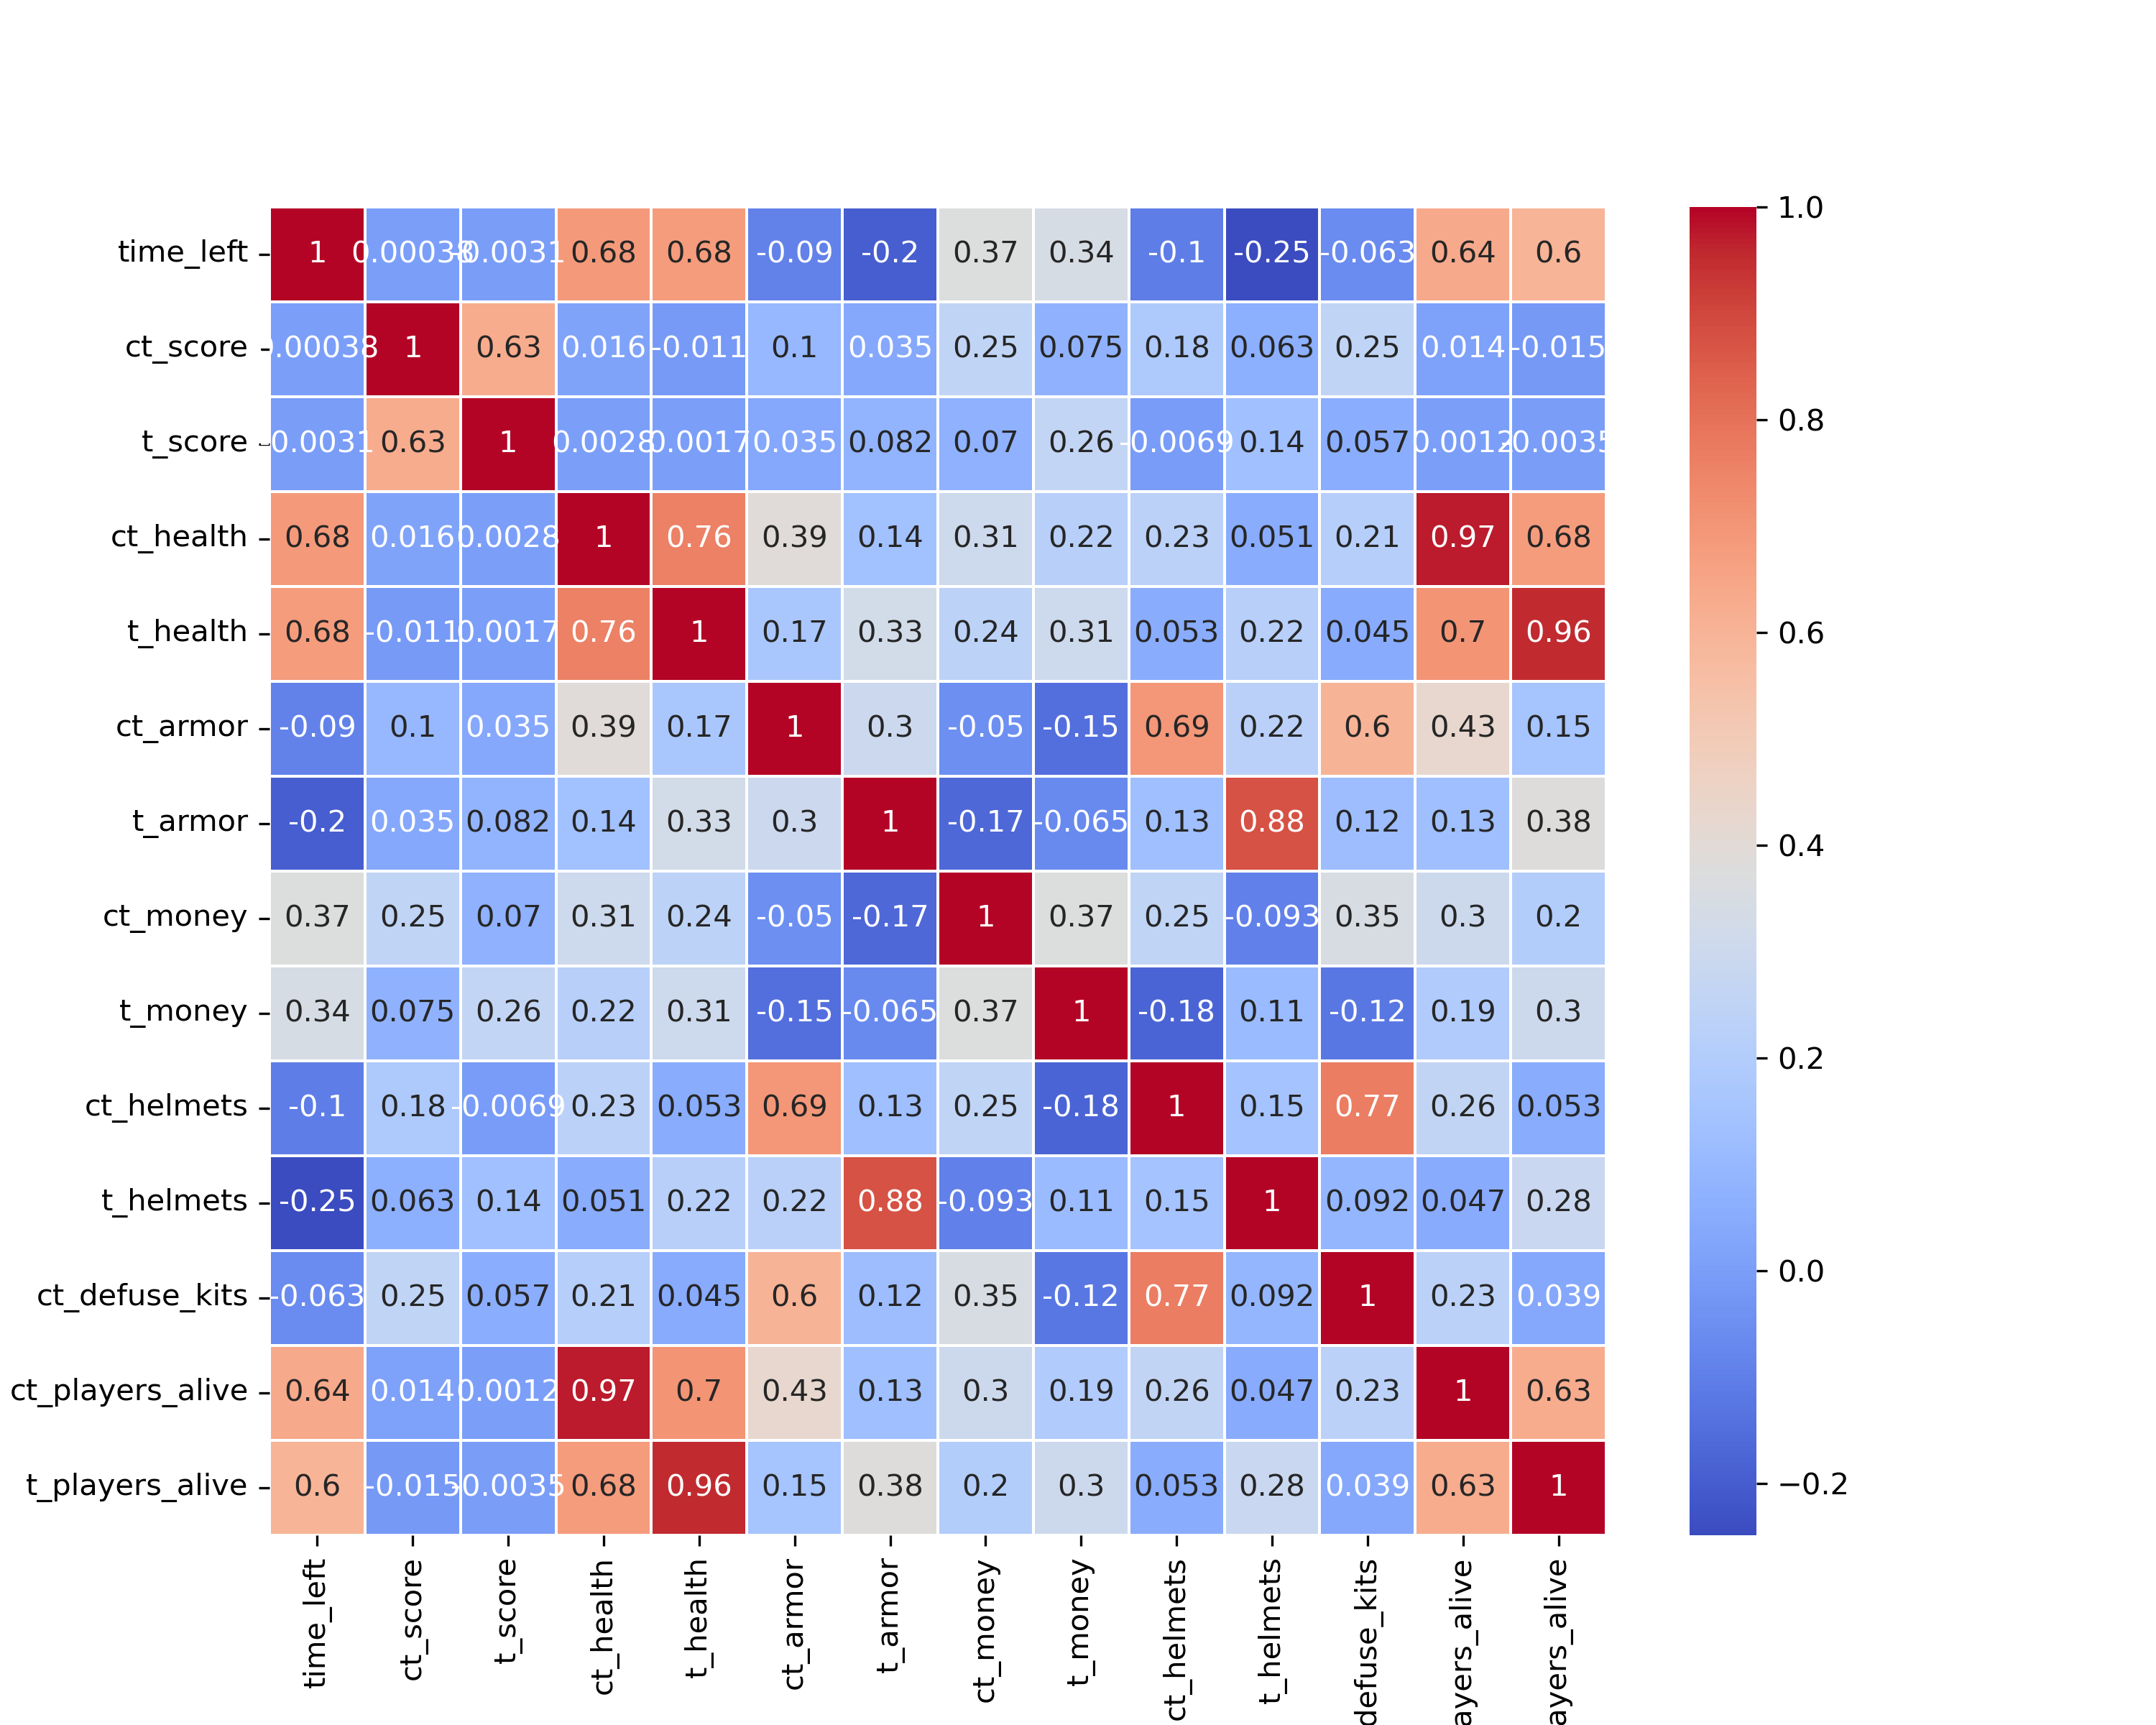 time_left 1 0.00038 -0.0031 0.68 0.68 -0.09 -0.2 0.37 0.34 -0.1 -0.25 -0.063 0.64 0.6
ct_score 0.00038 1 0.63 0.016 -0.011 0.1 0.035 0.25 0.075 0.18 0.063 0.25 0.014 -0.015
t_score -0.0031 0.63 1 0.0028 0.0017 0.035 0.082 0.07 0.26 -0.0069 0.14 0.057 0.0012 -0.0035
ct_health 0.68 0.016 0.0028 1 0.76 0.39 0.14 0.31 0.22 0.23 0.051 0.21 0.97 0.68
t_health 0.68 -0.011 0.0017 0.76 1 0.17 0.33 0.24 0.31 0.053 0.22 0.045 0.7 0.96
ct_armor -0.09 0.1 0.035 0.39 0.17 1 0.3 -0.05 -0.15 0.69 0.22 0.6 0.43 0.15
t_armor -0.2 0.035 0.082 0.14 0.33 0.3 1 -0.17 -0.065 0.13 0.88 0.12 0.13 0.38
ct_money 0.37 0.25 0.07 0.31 0.24 -0.05 -0.17 1 0.37 0.25 -0.093 0.35 0.3 0.2
t_money 0.34 0.075 0.26 0.22 0.31 -0.15 -0.065 0.37 1 -0.18 0.11 -0.12 0.19 0.3
ct_helmets -0.1 0.18 -0.0069 0.23 0.053 0.69 0.13 0.25 -0.18 1 0.15 0.77 0.26 0.053
t_helmets -0.25 0.063 0.14 0.051 0.22 0.22 0.88 -0.093 0.11 0.15 1 0.092 0.047 0.28
ct_defuse_kits -0.063 0.25 0.057 0.21 0.045 0.6 0.12 0.35 -0.12 0.77 0.092 1 0.23 0.039
ct_players_alive 0.64 0.014 0.0012 0.97 0.7 0.43 0.13 0.3 0.19 0.26 0.047 0.23 1 0.63
t_players_alive 0.6 -0.015 -0.0035 0.68 0.96 0.15 0.38 0.2 0.3 0.053 0.28 0.039 0.63 1
time_left
ct_score
t_score
ct_health
t_health
ct_armor
t_armor
ct_money
t_money
ct_helmets
t_helmets
defuse_kits
ayers_alive
ayers_alive
1.0
0.8
0.6
0.4
0.2
0.0
−0.2